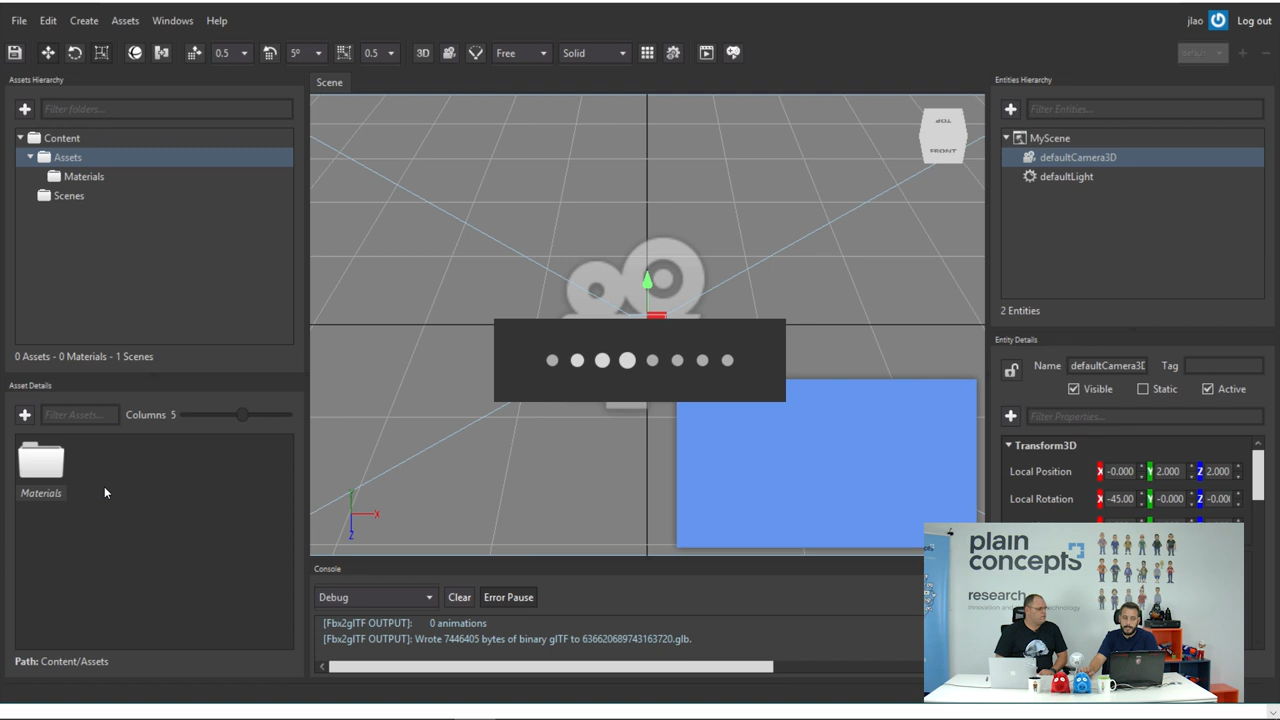 File Edit Create Assets Windows Help
jlao Log out
0.5 5º 0.5 3D Free Solid
Assets Hierarchy
Filter folders...
Content
Assets
Materials
Scenes
0 Assets - 0 Materials - 1 Scenes
Asset Details
Filter Assets... Columns 5
Materials
Path: Content/Assets
Scene
TOP
FRONT
Y
X
Z
Console
Debug Clear Error Pause
[Fbx2glTF OUTPUT]: 0 animations
[Fbx2glTF OUTPUT]: Wrote 7446405 bytes of binary glTF to 636620689743163720.glb.
Entities Hierarchy
Filter Entities...
MyScene
defaultCamera3D
defaultLight
2 Entities
Entity Details
Name defaultCamera3D Tag
Visible Static Active
Filter Properties...
Transform3D
Local Position X -0.000 Y 2.000 Z 2.000
Local Rotation X -45.00 Y -0.000 Z -0.00
plain
concepts
research